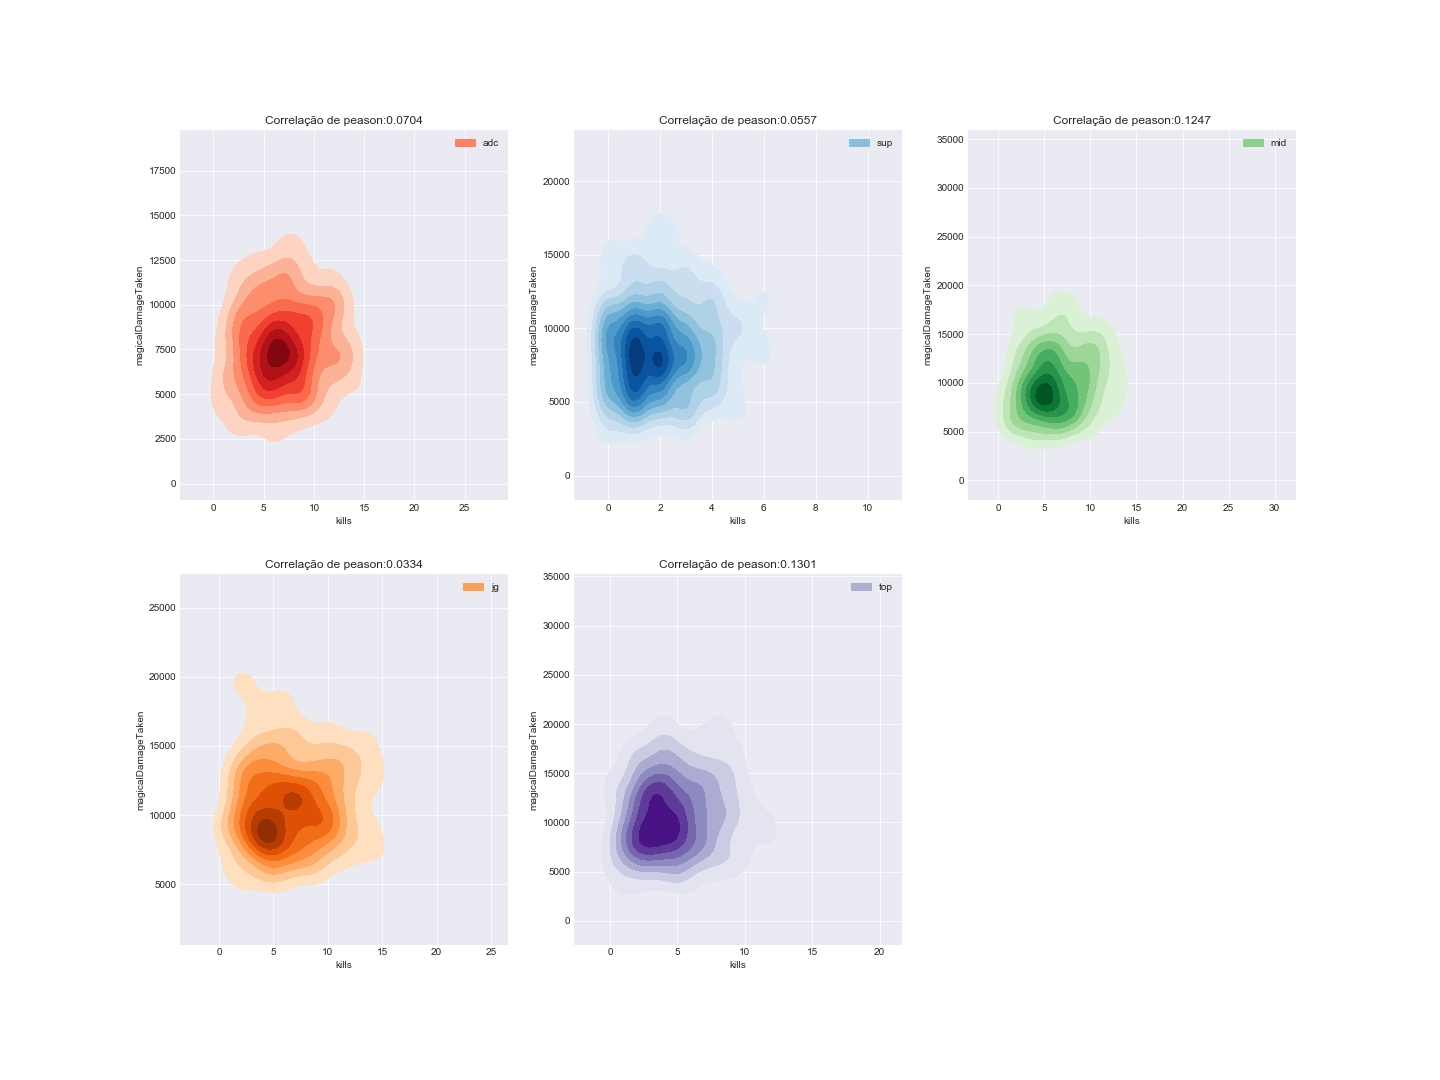 Correlação de peason:0.0704
adc
17500
15000
12500
10000
7500
5000
2500
0
magicalDamageTaken
0 5 10 15 20 25
kills
Correlação de peason:0.0557
sup
20000
15000
10000
5000
0
magicalDamageTaken
0 2 4 6 8 10
kills
Correlação de peason:0.1247
mid
35000
30000
25000
20000
15000
10000
5000
0
magicalDamageTaken
0 5 10 15 20 25 30
kills
Correlação de peason:0.0334
jg
25000
20000
15000
10000
5000
magicalDamageTaken
0 5 10 15 20 25
kills
Correlação de peason:0.1301
top
35000
30000
25000
20000
15000
10000
5000
0
magicalDamageTaken
0 5 10 15 20
kills